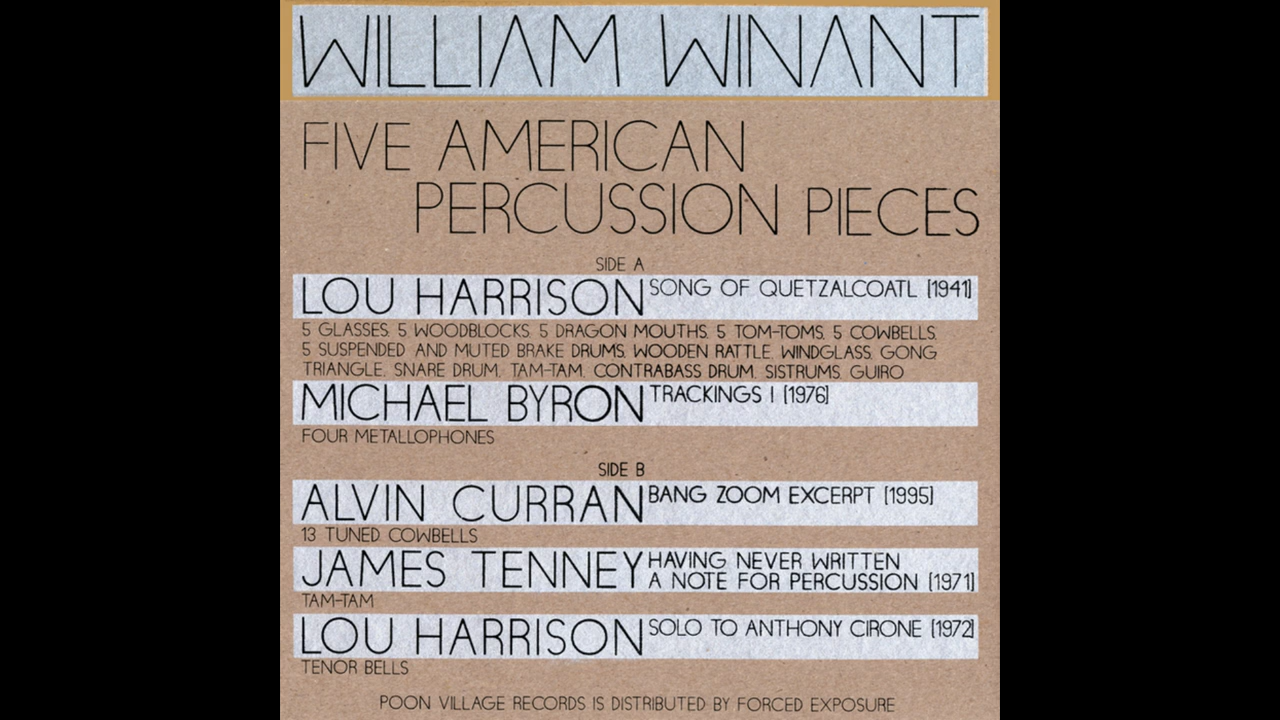 WILLIAM WINANT
FIVE AMERICAN
PERCUSSION PIECES
SIDE A
LOU HARRISON SONG OF QUETZALCOATL [1941]
5 GLASSES, 5 WOODBLOCKS, 5 DRAGON MOUTHS, 5 TOM-TOMS, 5 COWBELLS,
5 SUSPENDED AND MUTED BRAKE DRUMS, WOODEN RATTLE, WINDGLASS, GONG
TRIANGLE, SNARE DRUM, TAM-TAM, CONTRABASS DRUM, SISTRUMS, GUIRO
MICHAEL BYRON TRACKINGS I [1976]
FOUR METALLOPHONES
SIDE B
ALVIN CURRAN BANG ZOOM EXCERPT [1995]
13 TUNED COWBELLS
JAMES TENNEY HAVING NEVER WRITTEN
A NOTE FOR PERCUSSION [1971]
TAM-TAM
LOU HARRISON SOLO TO ANTHONY CIRONE [1972]
TENOR BELLS
POON VILLAGE RECORDS IS DISTRIBUTED BY FORCED EXPOSURE